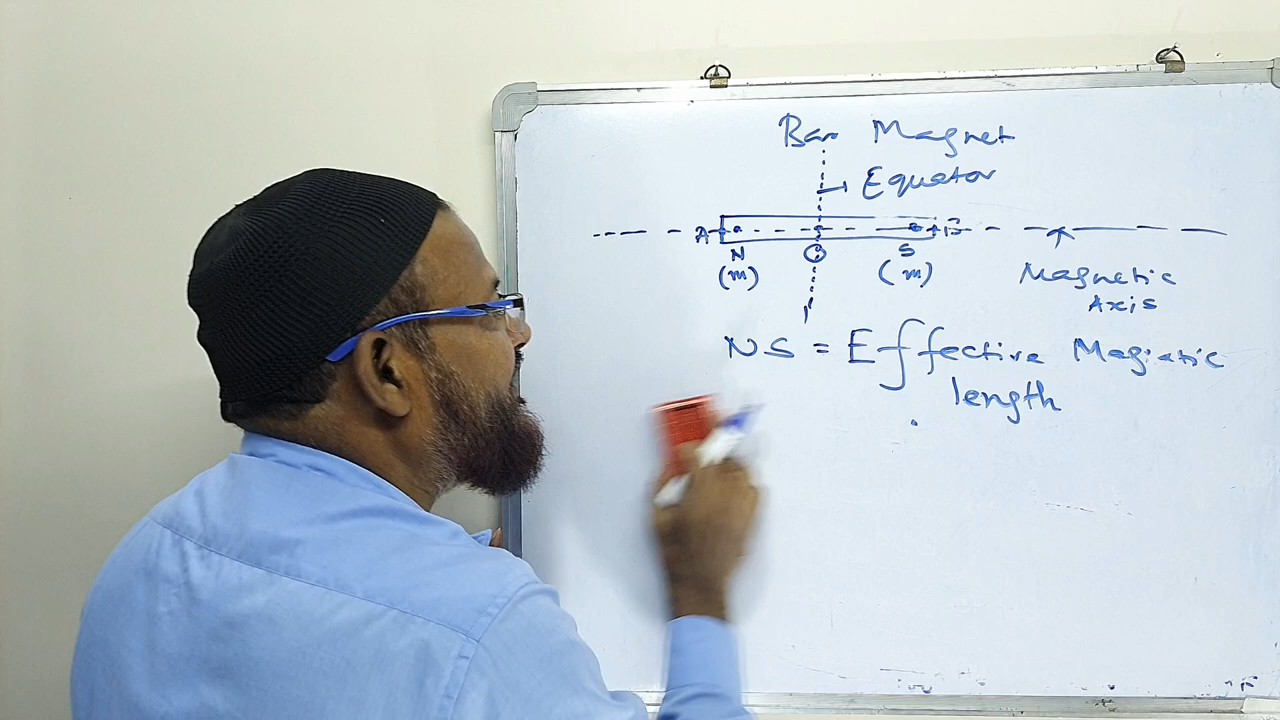 Bar Magnet
Equator
A B
N O S
(m) (m)
Magnetic
Axis
NS = Effective Magnetic
length